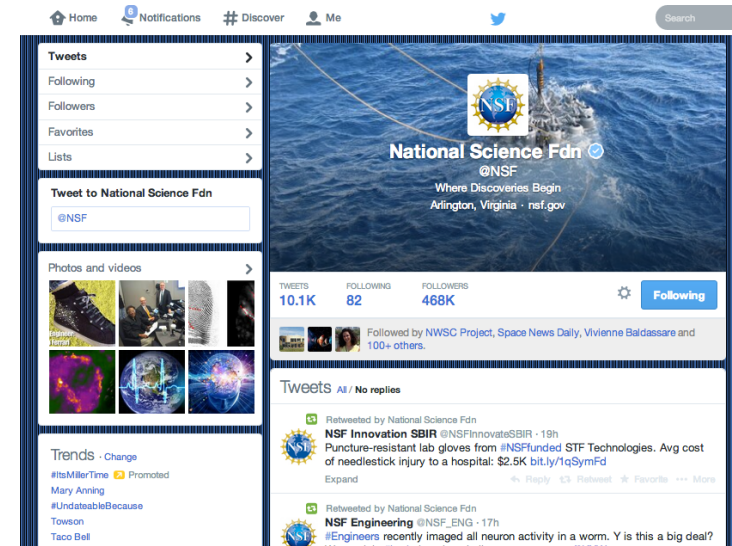 Home
6
Notifications
Discover
Me
Search
Tweets
Following
Followers
Favorites
Lists
Tweet to National Science Fdn
@NSF
Photos and videos
Trends · Change
#ItsMillerTime Promoted
Mary Anning
#UndateableBecause
Towson
Taco Bell
NSF
National Science Fdn
@NSF
Where Discoveries Begin
Arlington, Virginia · nsf.gov
TWEETS FOLLOWING FOLLOWERS
10.1K 82 468K
Following
Followed by NWSC Project, Space News Daily, Vivienne Baldassare and
100+ others.
Tweets All / No replies
Retweeted by National Science Fdn
NSF
NSF Innovation SBIR @NSFInnovateSBIR · 19h
Puncture-resistant lab gloves from #NSFfunded STF Technologies. Avg cost
of needlestick injury to a hospital: $2.5K bit.ly/1qSymFd
Expand
Reply Retweet Favorite More
Retweeted by National Science Fdn
NSF
NSF Engineering @NSF_ENG · 17h
#Engineers recently imaged all neuron activity in a worm. Y is this a big deal?